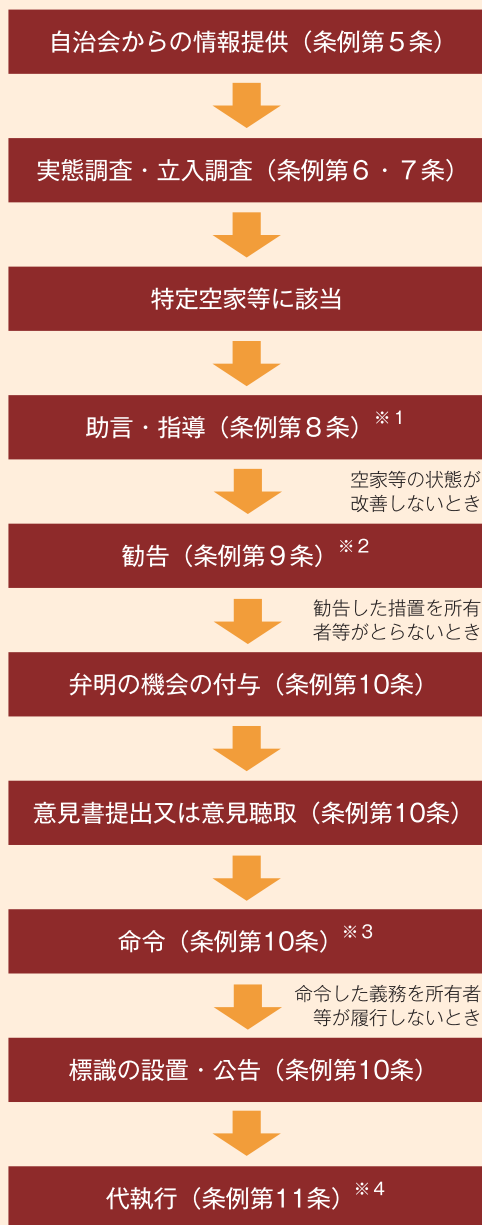 自治会からの情報提供（条例第５条）
実態調査・立入調査（条例第６・７条）
特定空家等に該当
助言・指導（条例第８条）※１
空家等の状態が
改善しないとき
勧告（条例第９条）※２
勧告した措置を所有
者等がとらないとき
弁明の機会の付与（条例第10条）
意見書提出又は意見聴取（条例第10条）
命令（条例第10条）※３
命令した義務を所有者
等が履行しないとき
標識の設置・公告（条例第10条）
代執行（条例第11条）※４